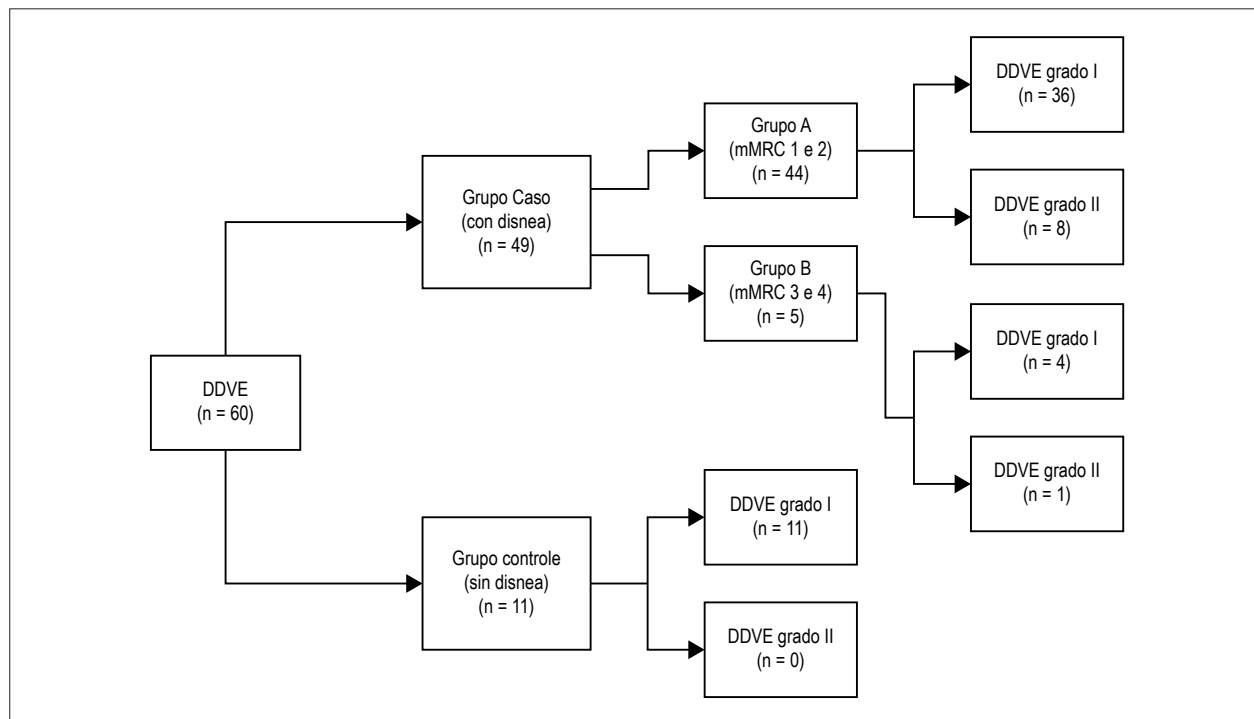 DDVE
(n = 60)
Grupo Caso
(con disnea)
(n = 49)
Grupo A
(mMRC 1 e 2)
(n = 44)
DDVE grado I
(n = 36)
DDVE grado II
(n = 8)
Grupo B
(mMRC 3 e 4)
(n = 5)
DDVE grado I
(n = 4)
DDVE grado II
(n = 1)
Grupo controle
(sin disnea)
(n = 11)
DDVE grado I
(n = 11)
DDVE grado II
(n = 0)